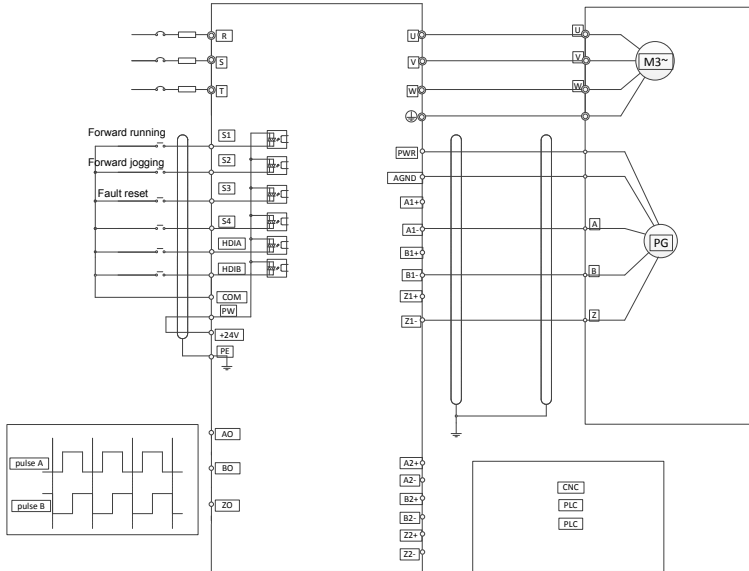 R
S
T
Forward running
S1
Forward jogging
S2
Fault reset
S3
S4
HDIA
HDIB
COM
PW
+24V
PE
AO
BO
ZO
pulse A
pulse B
U
V
W
PWR
AGND
A1+
A1-
B1+
B1-
Z1+
Z1-
A2+
A2-
B2+
B2-
Z2+
Z2-
U
V
W
M3~
A
B
Z
PG
CNC
PLC
PLC